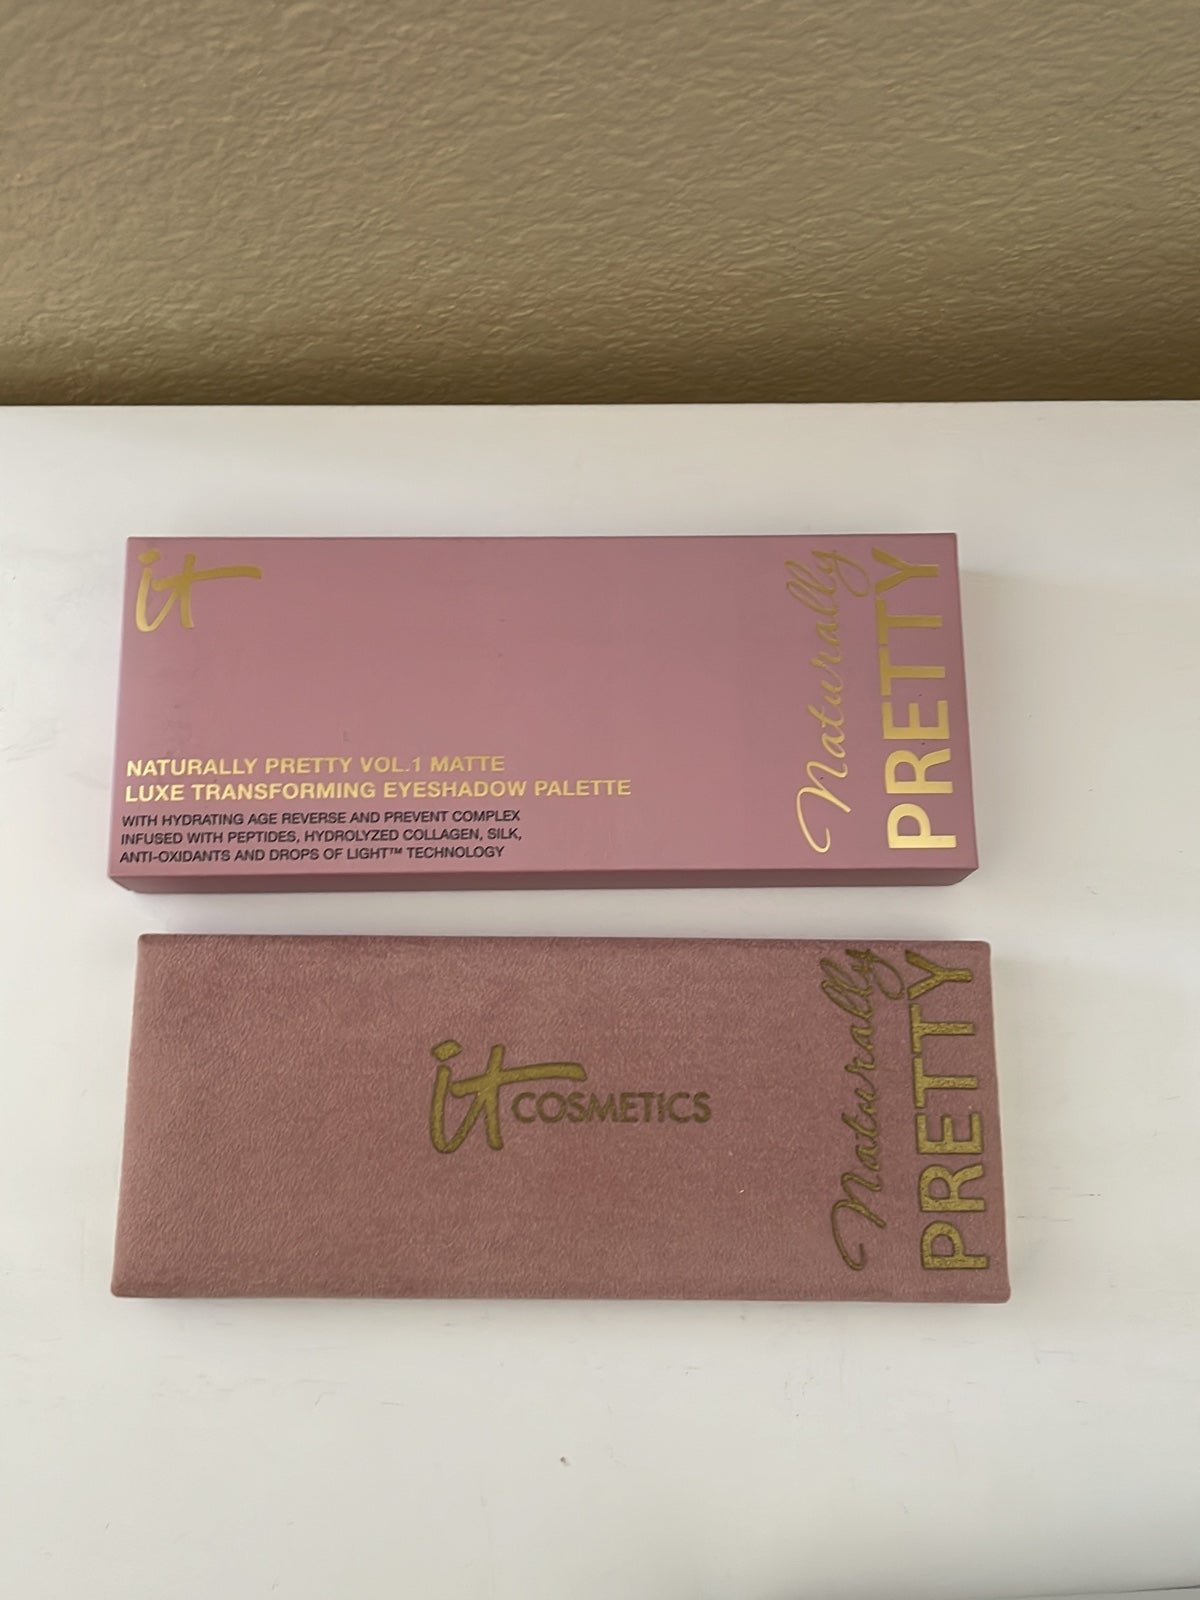 it
Naturally
PRETTY
NATURALLY PRETTY VOL.1 MATTE
LUXE TRANSFORMING EYESHADOW PALETTE
WITH HYDRATING AGE REVERSE AND PREVENT COMPLEX
INFUSED WITH PEPTIDES, HYDROLYZED COLLAGEN, SILK,
ANTI-OXIDANTS AND DROPS OF LIGHT™ TECHNOLOGY
it COSMETICS
Naturally
PRETTY